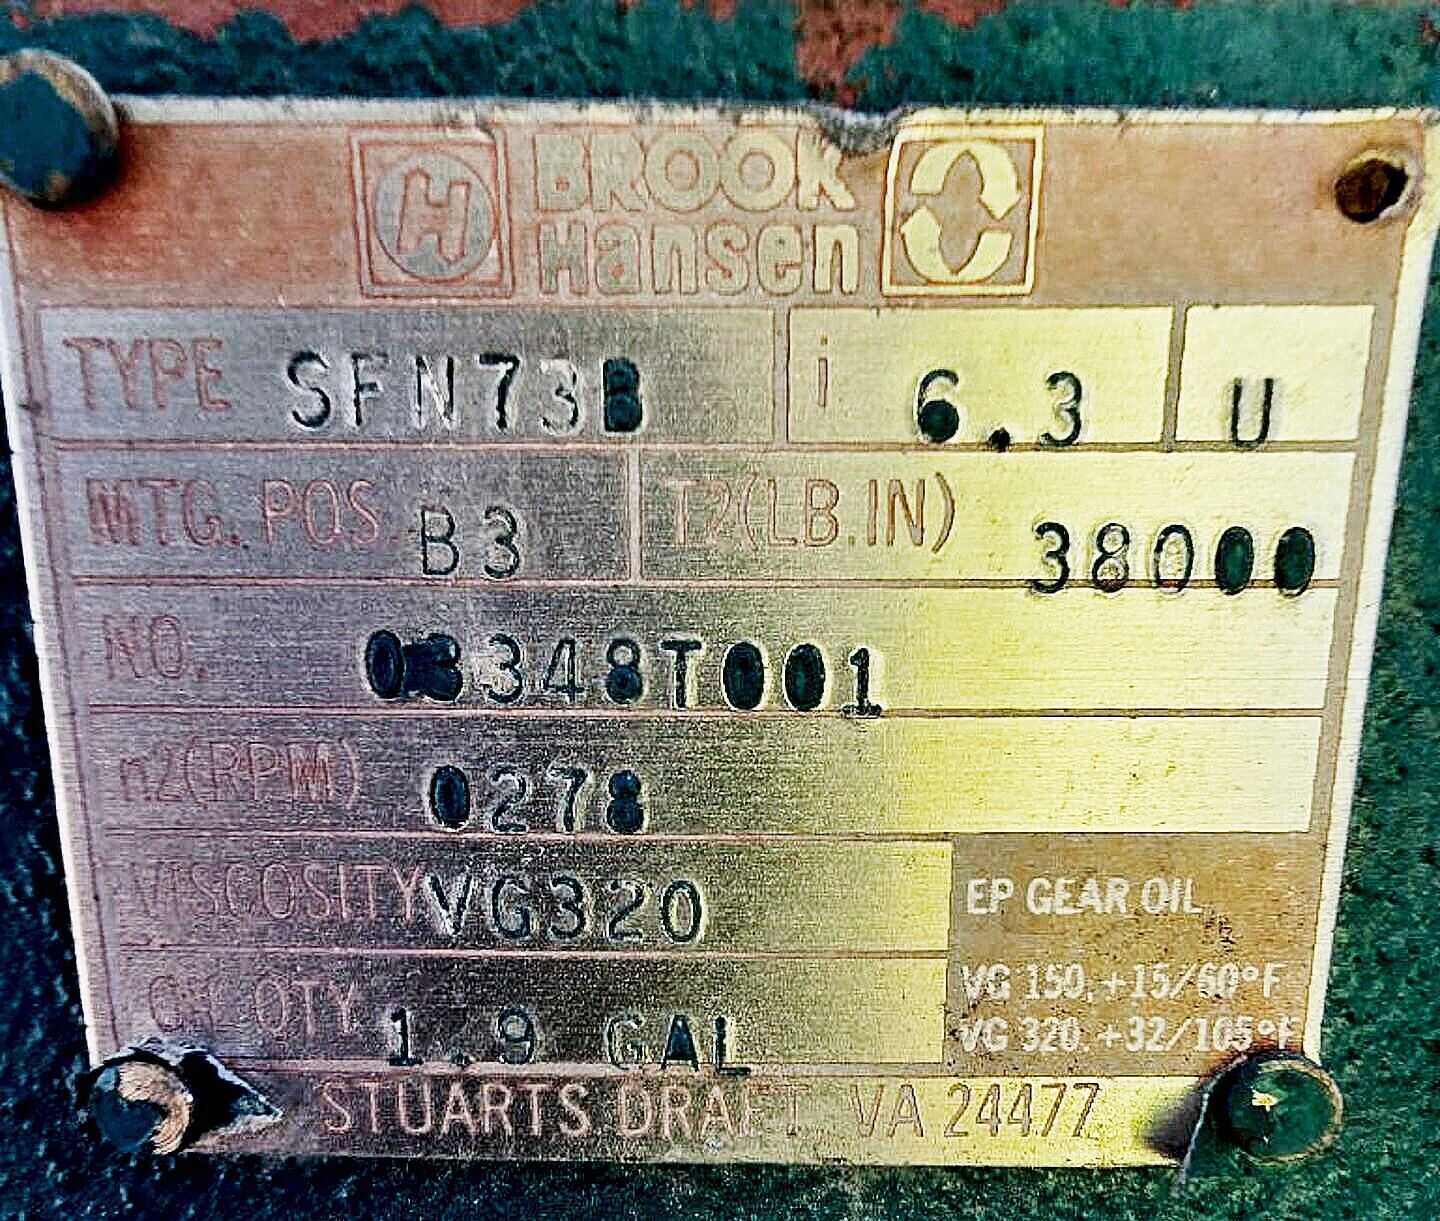 H BROOK
Hansen
TYPE SFN73B i 6.3 U
MTG. POS. B3 T2(LB.IN) 38000
NO. 03348T001
n2(RPM) 0278
VISCOSITY VG320 EP GEAR OIL
VG 150, +15/60°F
OIL QTY 1.9 GAL VG 320. +32/105°F
STUARTS DRAFT VA 24477